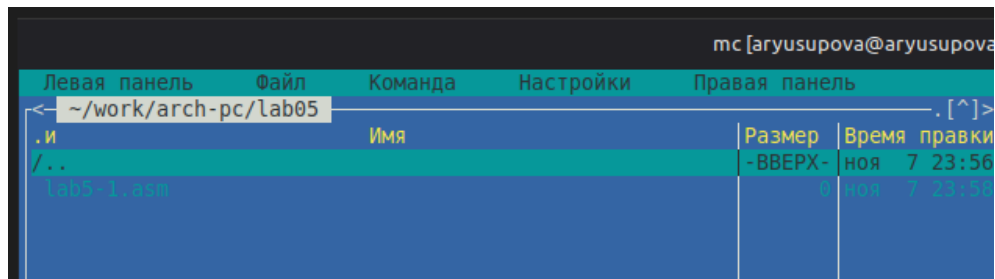 mc [aryusupova@aryusupova
Левая панель Файл Команда Настройки Правая панель
<— ~/work/arch-pc/lab05 .[^]>
.и Имя Размер Время правки
/.. -ВВЕРХ- ноя 7 23:56
lab5-1.asm 0 ноя 7 23:58